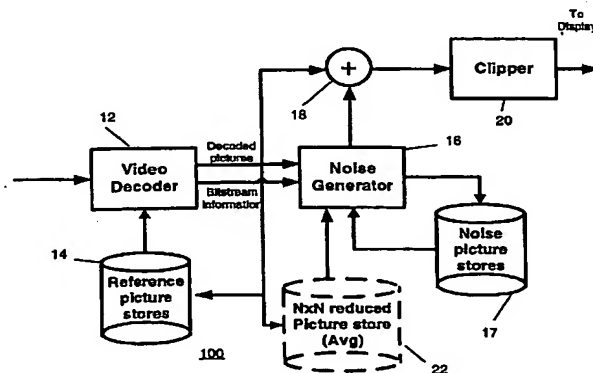 To
Display
Clipper
20
18
12
16
Video
Decoder
Decoded
pictures
Bitstream
information
Noise
Generator
14
Reference
picture
stores
Noise
picture
stores
17
100
NxN reduced
Picture store
(Avg)
22